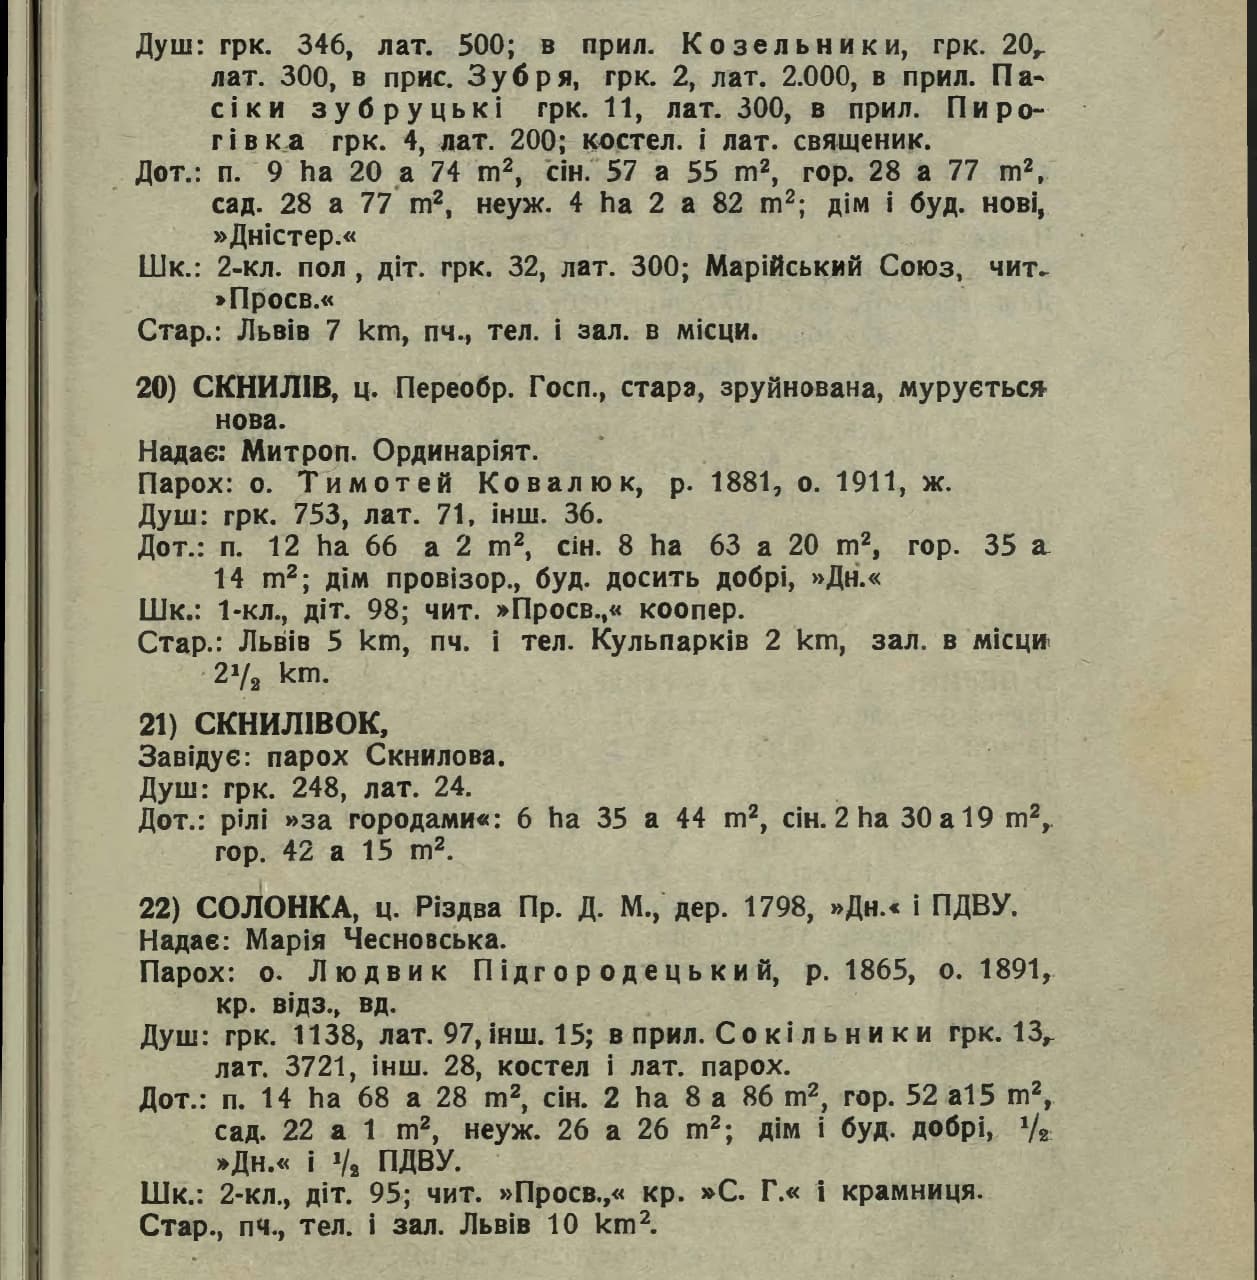 Душ: грк. 346, лат. 500; в прил. Козельники, грк. 20,
лат. 300, в прис. Зубря, грк. 2, лат. 2.000, в прил. Па-
сіки зубруцькі грк. 11, лат. 300, в прил. Пиро-
гівка грк. 4, лат. 200; костел. і лат. священик.
Дот.: п. 9 ha 20 a 74 m², сін. 57 a 55 m², гор. 28 a 77 m²,
сад. 28 a 77 m², неуж. 4 ha 2 a 82 m²; дім і буд. нові,
»Дністер.«
Шк.: 2-кл. пол, діт. грк. 32, лат. 300; Марійський Союз, чит.
»Просв.«
Стар.: Львів 7 km, пч., тел. і зал. в місци.
20) СКНИЛІВ, ц. Переобр. Госп., стара, зруйнована, мурується
нова.
Надає: Митроп. Ординаріят.
Парох: о. Тимотей Ковалюк, р. 1881, о. 1911, ж.
Душ: грк. 753, лат. 71, інш. 36.
Дот.: п. 12 ha 66 a 2 m², сін. 8 ha 63 a 20 m², гор. 35 a
14 m²; дім провізор., буд. досить добрі, »Дн.«
Шк.: 1-кл., діт. 98; чит. »Просв.,« коопер.
Стар.: Львів 5 km, пч. і тел. Кульпарків 2 km, зал. в місци
2½ km.
21) СКНИЛІВОК,
Завідує: парох Скнилова.
Душ: грк. 248, лат. 24.
Дот.: рілі »за городами«: 6 ha 35 a 44 m², сін. 2 ha 30 a 19 m²,
гор. 42 a 15 m².
22) СОЛОНКА, ц. Різдва Пр. Д. М., дер. 1798, »Дн.« і ПДВУ.
Надає: Марія Чесновська.
Парох: о. Людвик Підгородецький, р. 1865, о. 1891,
кр. відз., вд.
Душ: грк. 1138, лат. 97, інш. 15; в прил. Сокільники грк. 13,
лат. 3721, інш. 28, костел і лат. парох.
Дот.: п. 14 ha 68 a 28 m², сін. 2 ha 8 a 86 m², гор. 52 a15 m²,
сад. 22 a 1 m², неуж. 26 a 26 m²; дім і буд. добрі, ½
»Дн.« і ½ ПДВУ.
Шк.: 2-кл., діт. 95; чит. »Просв.,« кр. »С. Г.« і крамниця.
Стар., пч., тел. і зал. Львів 10 km².